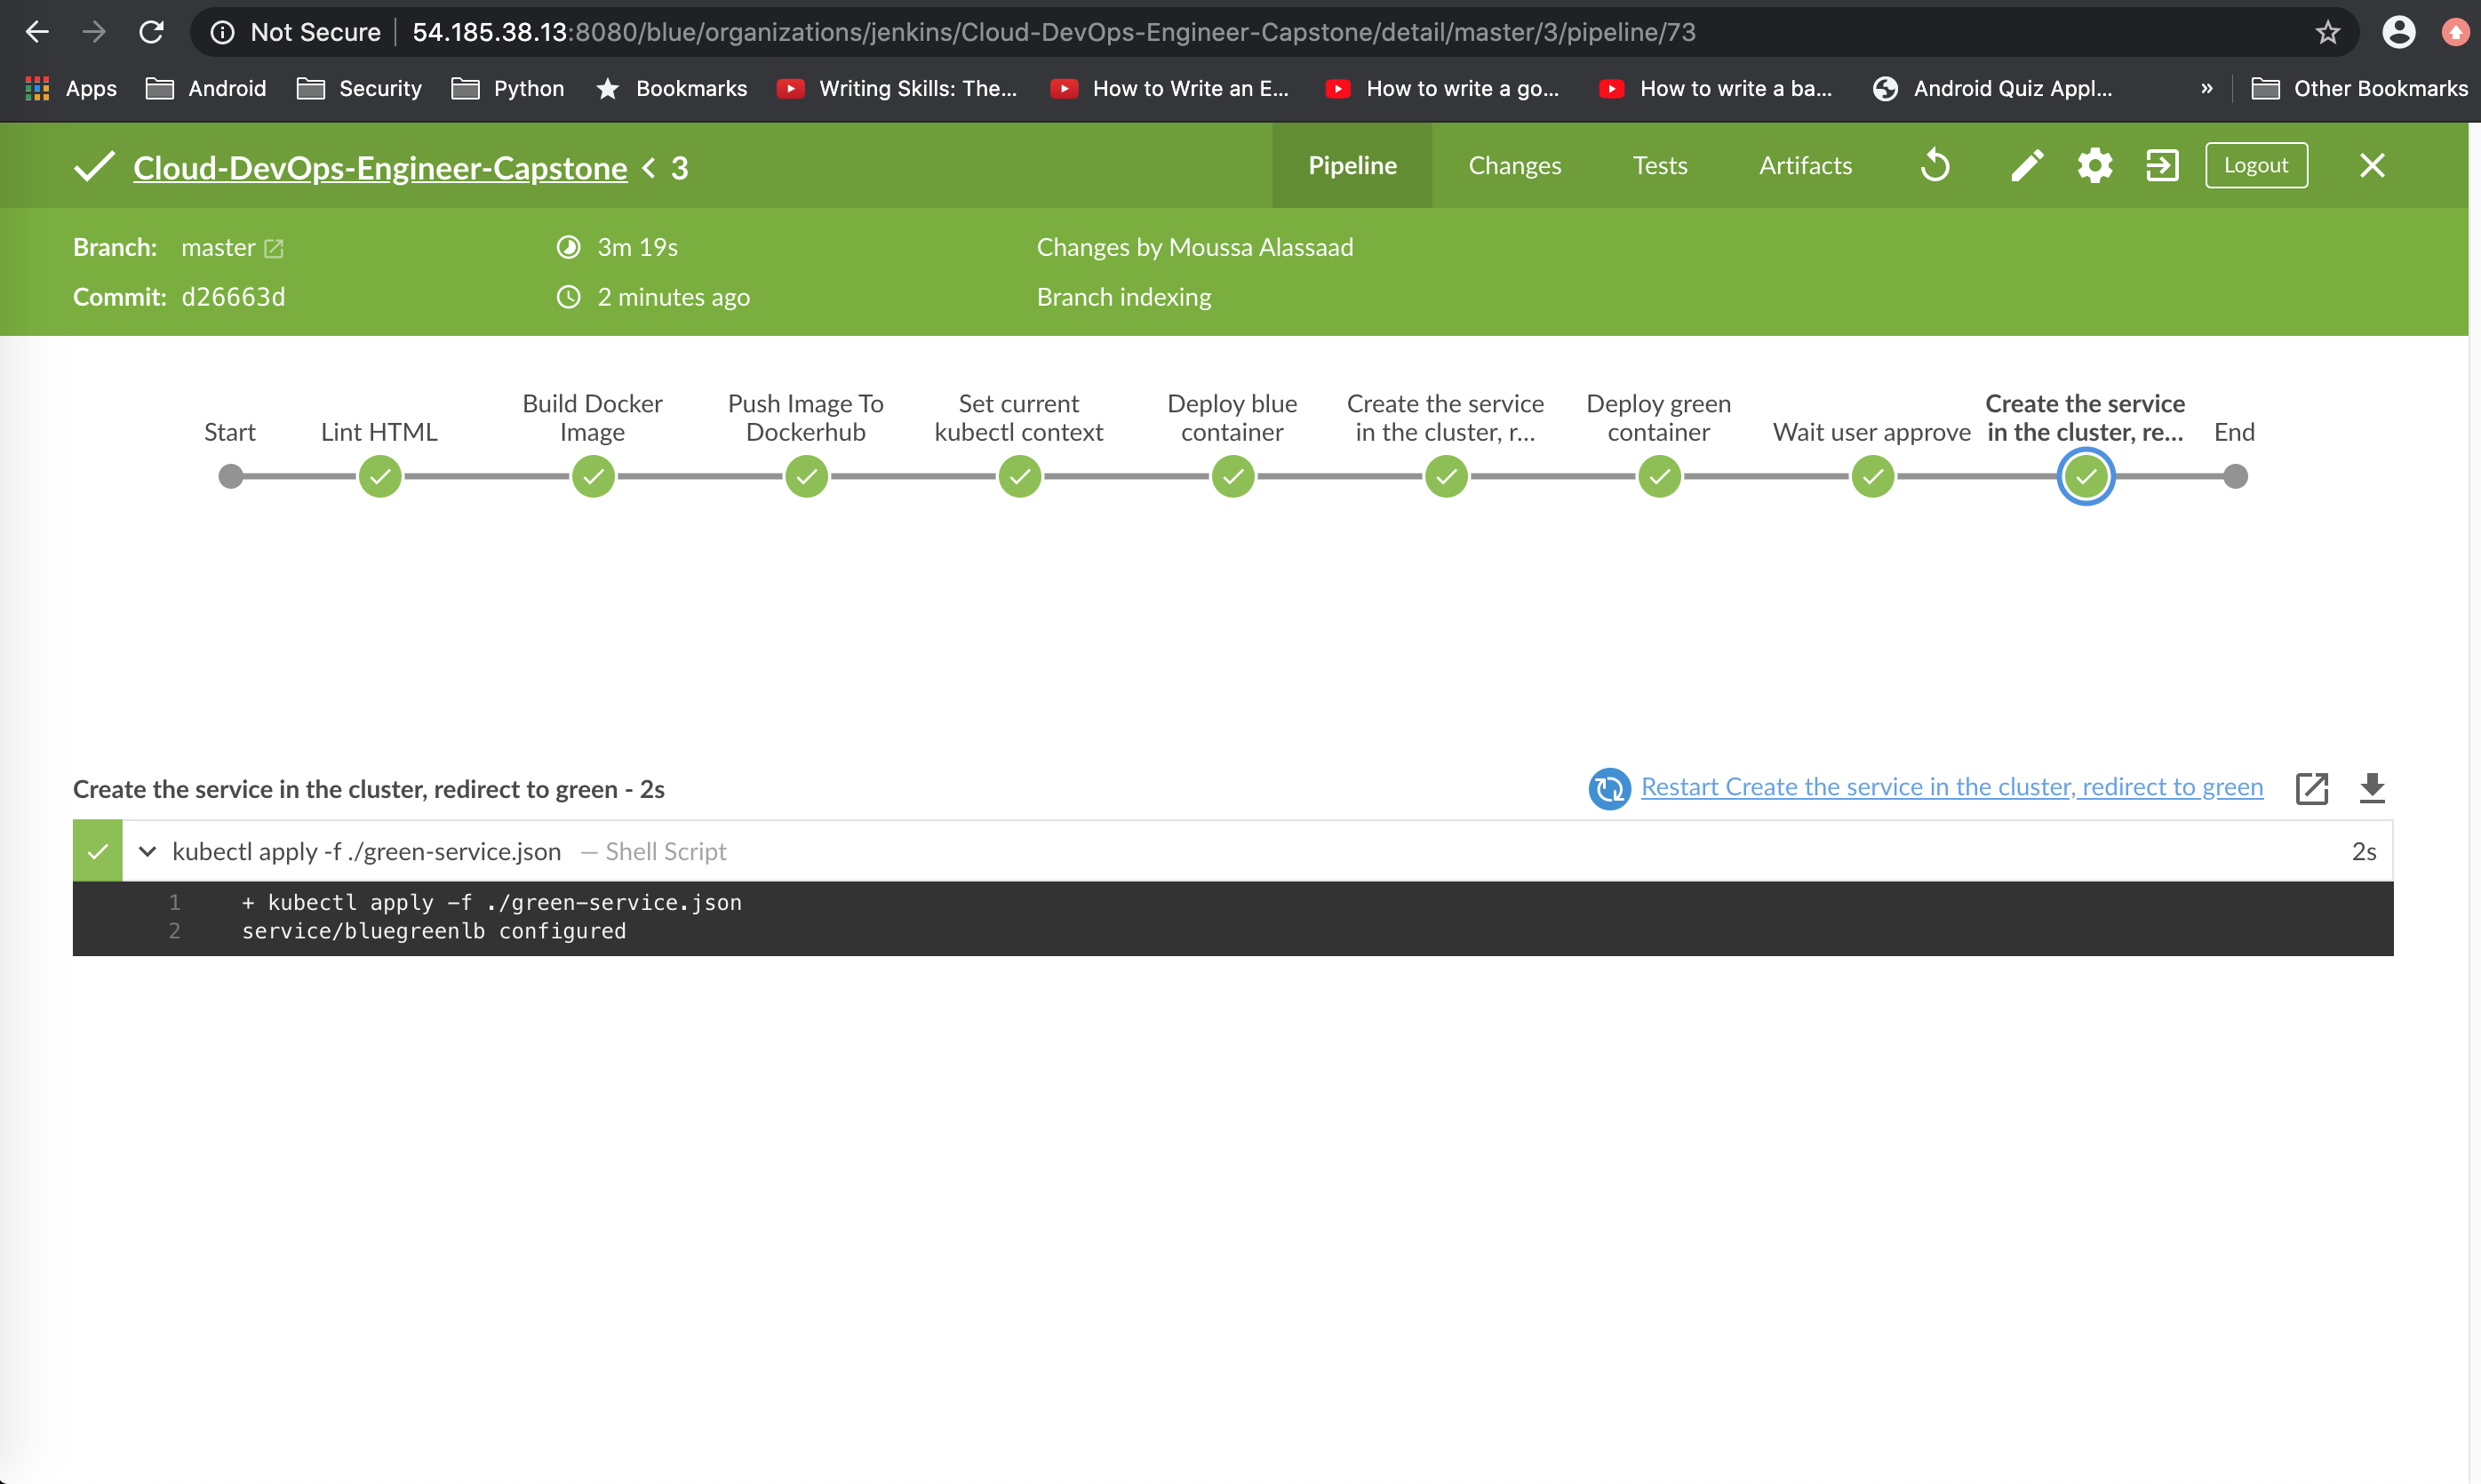 Not Secure 54.185.38.13:8080/blue/organizations/jenkins/Cloud-DevOps-Engineer-Capstone/detail/master/3/pipeline/73
Apps Android Security Python Bookmarks Writing Skills: The... How to Write an E... How to write a go... How to write a ba... Android Quiz Appl... » Other Bookmarks
Cloud-DevOps-Engineer-Capstone < 3 Pipeline Changes Tests Artifacts Logout
Branch: master 3m 19s Changes by Moussa Alassaad
Commit: d26663d 2 minutes ago Branch indexing
Start
Lint HTML
Build Docker
Image
Push Image To
Dockerhub
Set current
kubectl context
Deploy blue
container
Create the service
in the cluster, r...
Deploy green
container
Wait user approve
Create the service
in the cluster, re...
End
Create the service in the cluster, redirect to green - 2s Restart Create the service in the cluster, redirect to green
kubectl apply -f ./green-service.json — Shell Script 2s
1 + kubectl apply -f ./green-service.json
2 service/bluegreenlb configured